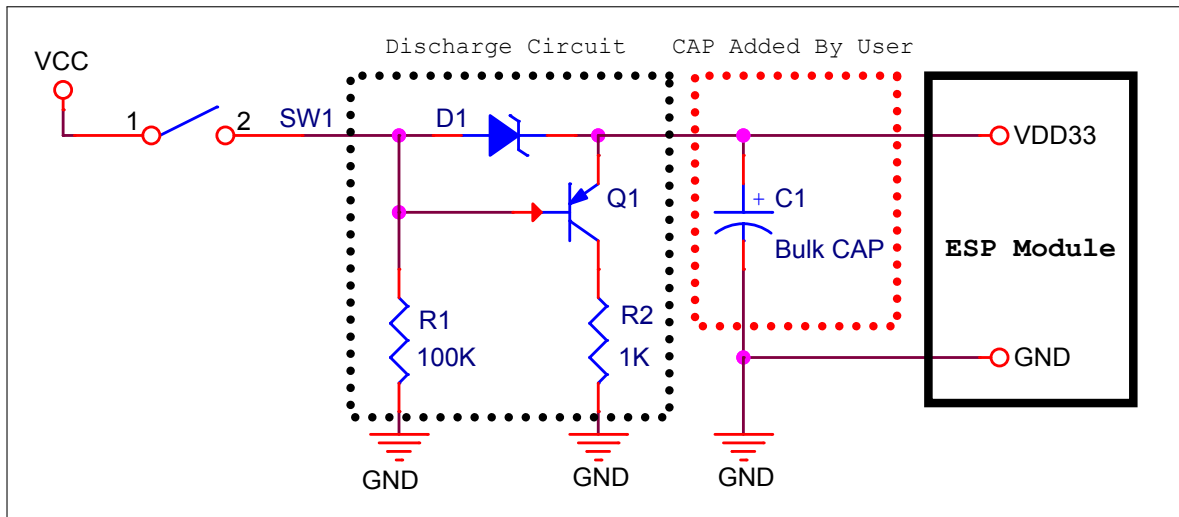 Discharge Circuit
CAP Added By User
VCC
1
2
SW1
D1
VDD33
Q1
+ C1
Bulk CAP
ESP Module
R1
100K
R2
1K
GND
GND
GND
GND